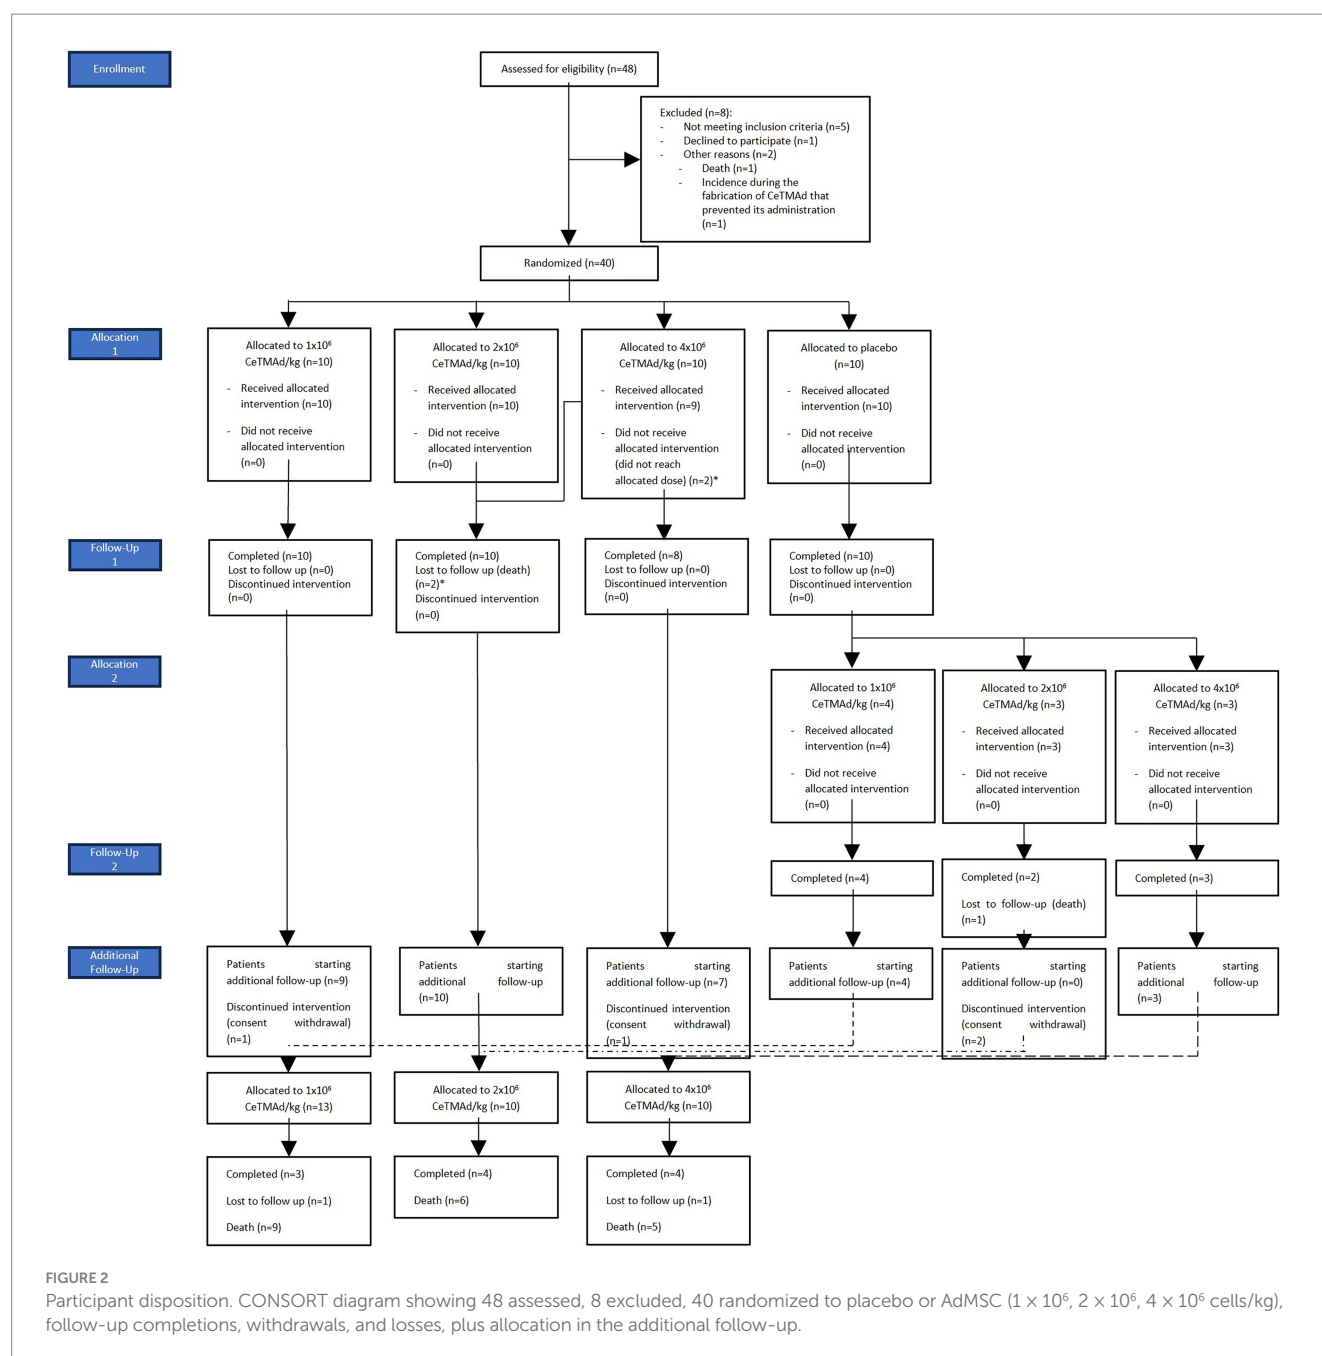 Enrollment
Assessed for eligibility (n=48)
Excluded (n=8):
- Not meeting inclusion criteria (n=5)
- Declined to participate (n=1)
- Other reasons (n=2)
- Death (n=1)
- Incidence during the
fabrication of CeTMAd that
prevented its administration
(n=1)
Randomized (n=40)
Allocation
1
Allocated to 1x10⁶
CeTMAd/kg (n=10)
- Received allocated
intervention (n=10)
- Did not receive
allocated intervention
(n=0)
Allocated to 2x10⁶
CeTMAd/kg (n=10)
- Received allocated
intervention (n=10)
- Did not receive
allocated intervention
(n=0)
Allocated to 4x10⁶
CeTMAd/kg (n=10)
- Received allocated
intervention (n=9)
- Did not receive
allocated intervention
(did not reach
allocated dose) (n=2)*
Allocated to placebo
(n=10)
- Received allocated
intervention (n=10)
- Did not receive
allocated intervention
(n=0)
Follow-Up
1
Completed (n=10)
Lost to follow up (n=0)
Discontinued intervention
(n=0)
Completed (n=10)
Lost to follow up (death)
(n=2)*
Discontinued intervention
(n=0)
Completed (n=8)
Lost to follow up (n=0)
Discontinued intervention
(n=0)
Completed (n=10)
Lost to follow up (n=0)
Discontinued intervention
(n=0)
Allocation
2
Allocated to 1x10⁶
CeTMAd/kg (n=4)
- Received allocated
intervention (n=4)
- Did not receive
allocated intervention
(n=0)
Allocated to 2x10⁶
CeTMAd/kg (n=3)
- Received allocated
intervention (n=3)
- Did not receive
allocated intervention
(n=0)
Allocated to 4x10⁶
CeTMAd/kg (n=3)
- Received allocated
intervention (n=3)
- Did not receive
allocated intervention
(n=0)
Follow-Up
2
Completed (n=4)
Completed (n=2)
Lost to follow-up (death)
(n=1)
Completed (n=3)
Additional
Follow-Up
Patients starting
additional follow-up (n=9)
Discontinued intervention
(consent withdrawal)
(n=1)
Patients starting
additional follow-up
(n=10)
Patients starting
additional follow-up (n=7)
Discontinued intervention
(consent withdrawal)
(n=1)
Patients starting
additional follow-up (n=4)
Patients starting
additional follow-up (n=0)
Discontinued intervention
(consent withdrawal)
(n=2)
Patients starting
additional follow-up
(n=3)
Allocated to 1x10⁶
CeTMAd/kg (n=13)
Allocated to 2x10⁶
CeTMAd/kg (n=10)
Allocated to 4x10⁶
CeTMAd/kg (n=10)
Completed (n=3)
Lost to follow up (n=1)
Death (n=9)
Completed (n=4)
Death (n=6)
Completed (n=4)
Lost to follow up (n=1)
Death (n=5)
FIGURE 2
Participant disposition. CONSORT diagram showing 48 assessed, 8 excluded, 40 randomized to placebo or AdMSC (1 × 10⁶, 2 × 10⁶, 4 × 10⁶ cells/kg),
follow-up completions, withdrawals, and losses, plus allocation in the additional follow-up.